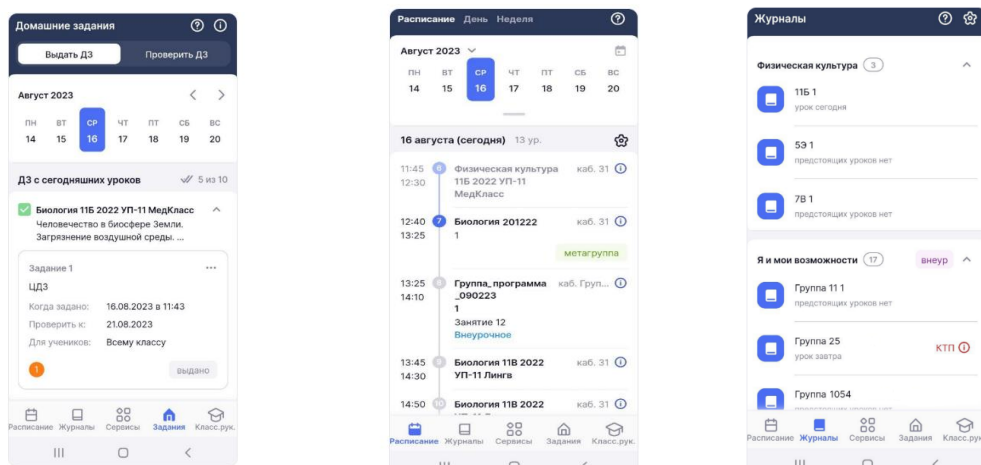 Домашние задания
Выдать ДЗ Проверить ДЗ
Август 2023
ПН ВТ СР ЧТ ПТ СБ ВС
14 15 16 17 18 19 20
ДЗ с сегодняшних уроков 5 из 10
Биология 11Б 2022 УП-11 МедКласс
Человечество в биосфере Земли.
Загрязнение воздушной среды. ...
Задание 1
ЦДЗ
Когда задано: 16.08.2023 в 11:43
Проверить к: 21.08.2023
Для учеников: Всему классу
1 выдано
Расписание Журналы Сервисы Задания Класс.рук.
Расписание День Неделя
Август 2023
ПН ВТ СР ЧТ ПТ СБ ВС
14 15 16 17 18 19 20
16 августа (сегодня) 13 ур.
11:45 6 Физическая культура каб. 31
12:30 11Б 2022 УП-11
МедКласс
12:40 7 Биология 201222 каб. 31
13:25 1
метагруппа
13:25 8 Группа_программа каб. Груп...
14:10 _090223
1
Занятие 12
Внеурочное
13:45 9 Биология 11В 2022 каб. 31
14:30 УП-11 Лингв
14:50 10 Биология 11В 2022 каб. 31
Расписание Журналы Сервисы Задания Класс.рук.
Журналы
Физическая культура 3
11Б 1
урок сегодня
5Э 1
предстоящих уроков нет
7В 1
предстоящих уроков нет
Я и мои возможности 17 внеур
Группа 11 1
предстоящих уроков нет
Группа 25
урок завтра
КТП
Группа 1054
Расписание Журналы Сервисы Задания Класс.рук